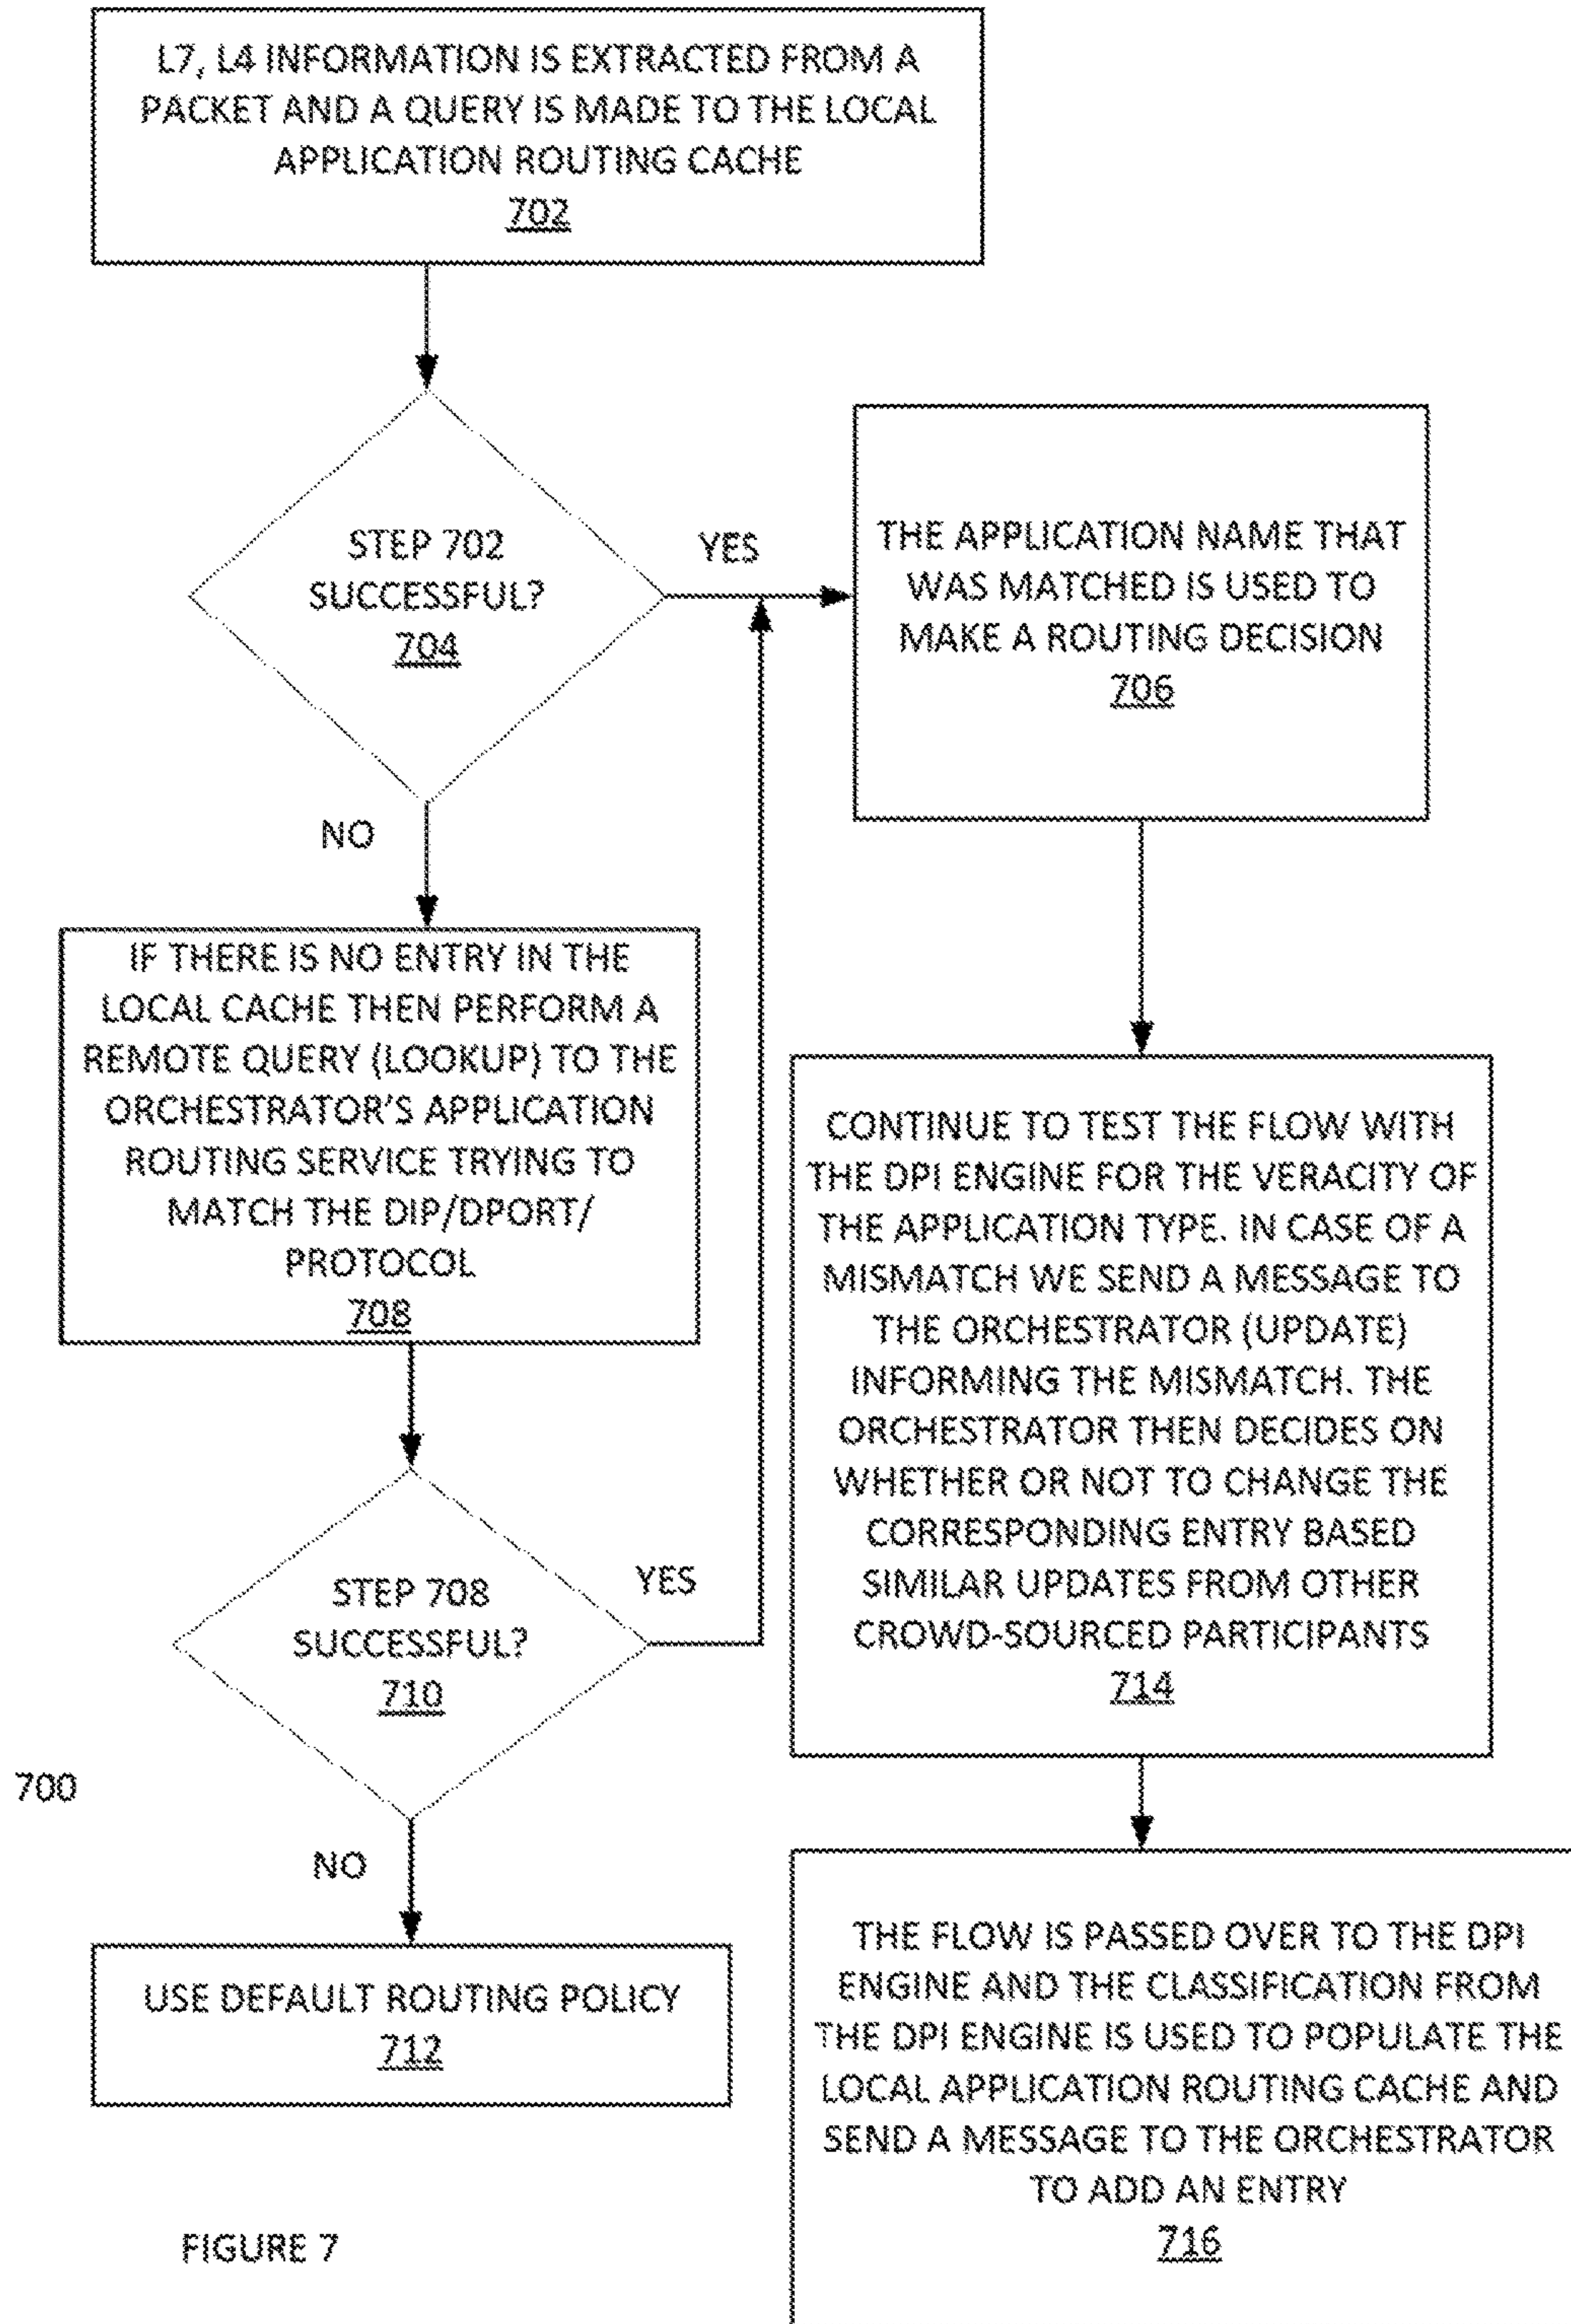 L7, L4 INFORMATION IS EXTRACTED FROM A
PACKET AND A QUERY IS MADE TO THE LOCAL
APPLICATION ROUTING CACHE
702
STEP 702
SUCCESSFUL?
704
YES
NO
THE APPLICATION NAME THAT
WAS MATCHED IS USED TO
MAKE A ROUTING DECISION
706
IF THERE IS NO ENTRY IN THE
LOCAL CACHE THEN PERFORM A
REMOTE QUERY (LOOKUP) TO THE
ORCHESTRATOR'S APPLICATION
ROUTING SERVICE TRYING TO
MATCH THE DIP/DPORT/
PROTOCOL
708
STEP 708
SUCCESSFUL?
710
YES
NO
USE DEFAULT ROUTING POLICY
712
CONTINUE TO TEST THE FLOW WITH
THE DPI ENGINE FOR THE VERACITY OF
THE APPLICATION TYPE. IN CASE OF A
MISMATCH WE SEND A MESSAGE TO
THE ORCHESTRATOR (UPDATE)
INFORMING THE MISMATCH. THE
ORCHESTRATOR THEN DECIDES ON
WHETHER OR NOT TO CHANGE THE
CORRESPONDING ENTRY BASED
SIMILAR UPDATES FROM OTHER
CROWD-SOURCED PARTICIPANTS
714
THE FLOW IS PASSED OVER TO THE DPI
ENGINE AND THE CLASSIFICATION FROM
THE DPI ENGINE IS USED TO POPULATE THE
LOCAL APPLICATION ROUTING CACHE AND
SEND A MESSAGE TO THE ORCHESTRATOR
TO ADD AN ENTRY
716
700
FIGURE 7